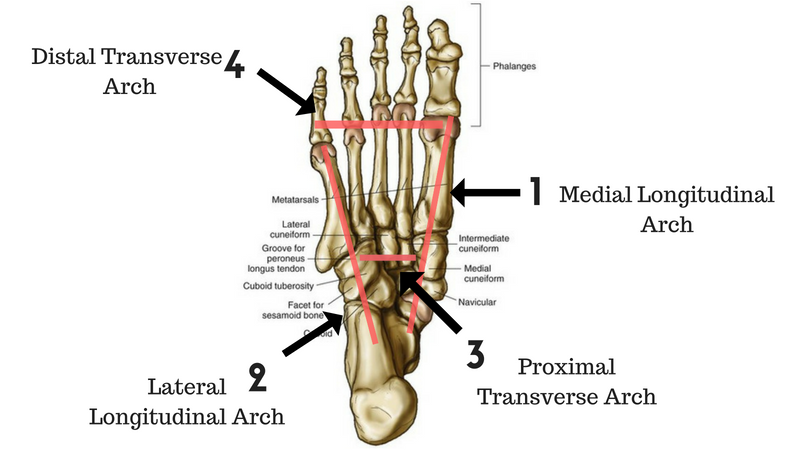 Distal Transverse
Arch
4
Phalanges
1
Medial Longitudinal
Arch
Metatarsals
Lateral
cuneiform
Groove for
peroneus
longus tendon
Cuboid tuberosity
Facet for
sesamoid bone
Intermediate
cuneiform
Medial
cuneiform
Navicular
2
Lateral
Longitudinal Arch
3
Proximal
Transverse Arch